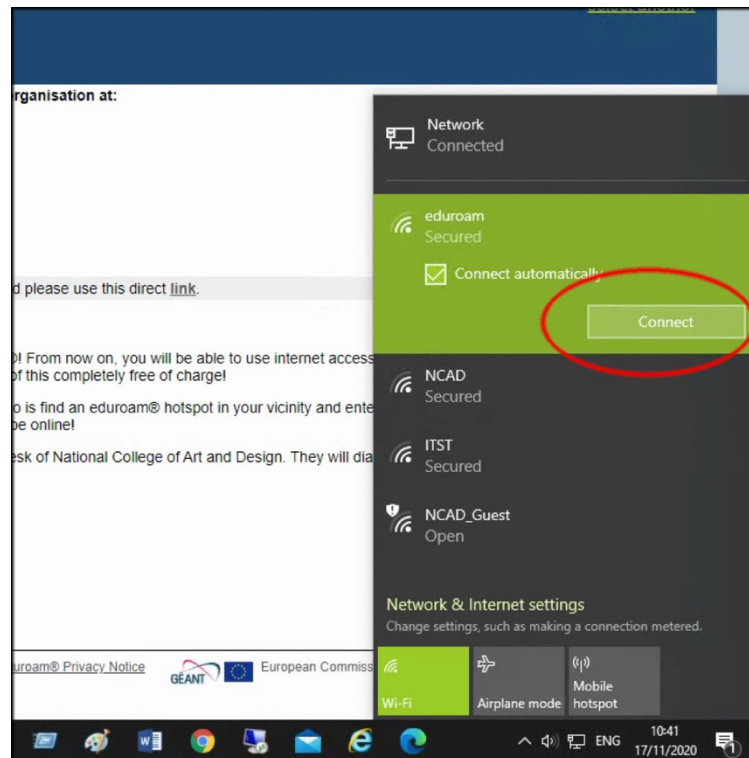 rganisation at:
d please use this direct link.
! From now on, you will be able to use internet access
of this completely free of charge!
o is find an eduroam® hotspot in your vicinity and ente
be online!
esk of National College of Art and Design. They will dia
uroam® Privacy Notice
GÉANT
European Commiss
Network
Connected
eduroam
Secured
Connect automatically
Connect
NCAD
Secured
ITST
Secured
NCAD_Guest
Open
Network & Internet settings
Change settings, such as making a connection metered.
Wi-Fi
Airplane mode
Mobile
hotspot
ENG
10:41
17/11/2020
1